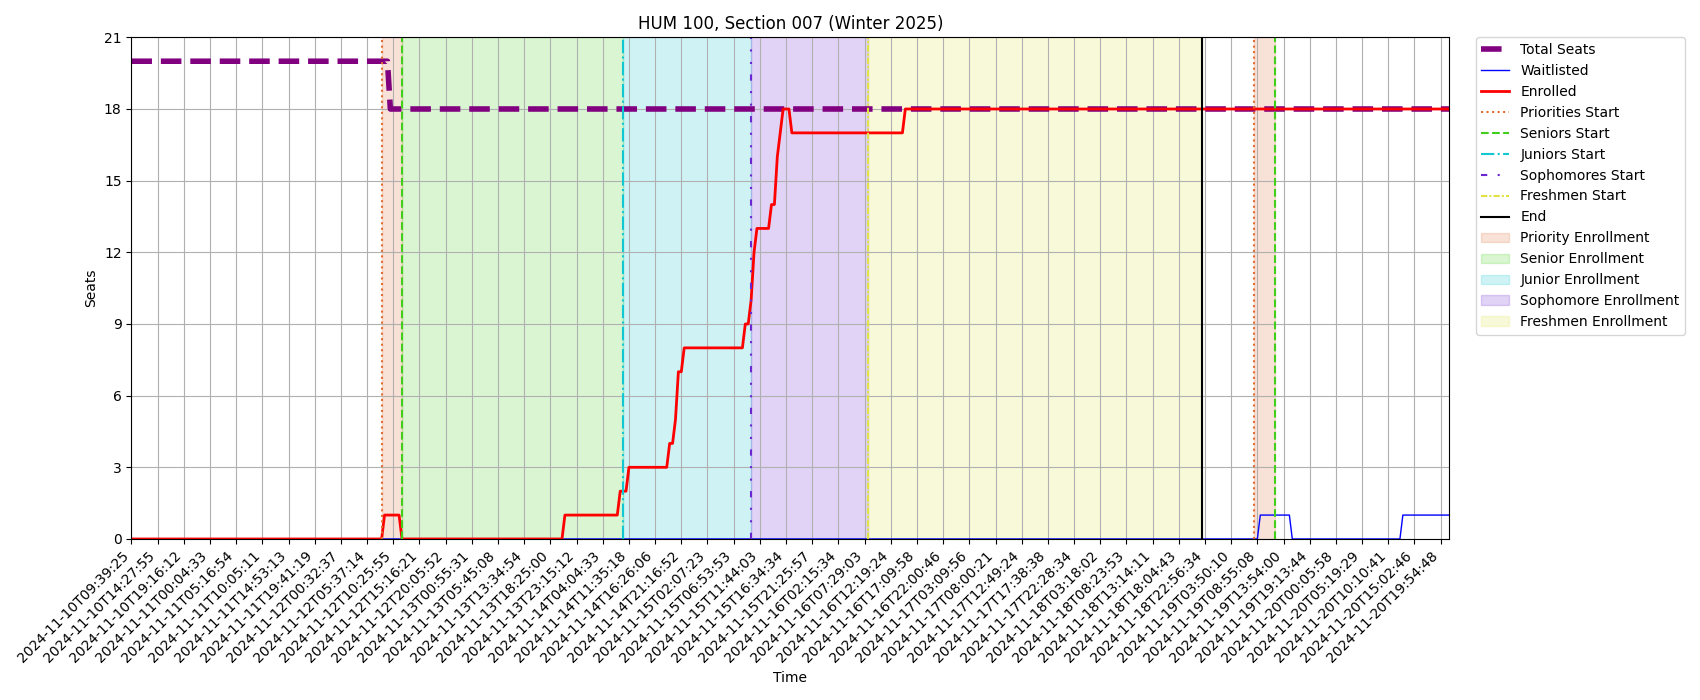 HUM 100, Section 007 (Winter 2025)
Seats
21
18
15
12
9
6
3
0
2024-11-10T09:39:25
2024-11-10T14:27:55
2024-11-10T19:16:12
2024-11-11T00:04:33
2024-11-11T05:16:54
2024-11-11T10:05:11
2024-11-11T14:53:13
2024-11-11T19:41:19
2024-11-12T00:32:37
2024-11-12T05:37:14
2024-11-12T10:25:55
2024-11-12T15:16:21
2024-11-12T20:05:52
2024-11-13T00:55:31
2024-11-13T05:45:08
2024-11-13T13:34:54
2024-11-13T18:25:00
2024-11-13T23:15:12
2024-11-14T04:04:33
2024-11-14T11:35:18
2024-11-14T16:26:06
2024-11-14T21:16:52
2024-11-15T02:07:23
2024-11-15T06:53:53
2024-11-15T11:44:03
2024-11-15T16:34:34
2024-11-15T21:25:57
2024-11-16T02:15:34
2024-11-16T07:29:03
2024-11-16T12:19:24
2024-11-16T17:09:58
2024-11-16T22:00:46
2024-11-17T03:09:56
2024-11-17T08:00:21
2024-11-17T12:49:24
2024-11-17T17:38:38
2024-11-17T22:28:34
2024-11-18T03:18:02
2024-11-18T08:23:53
2024-11-18T13:14:11
2024-11-18T18:04:43
2024-11-18T22:56:34
2024-11-19T03:50:10
2024-11-19T08:55:08
2024-11-19T13:54:00
2024-11-19T19:13:44
2024-11-20T00:05:58
2024-11-20T05:19:29
2024-11-20T10:10:41
2024-11-20T15:02:46
2024-11-20T19:54:48
Time
Total Seats
Waitlisted
Enrolled
Priorities Start
Seniors Start
Juniors Start
Sophomores Start
Freshmen Start
End
Priority Enrollment
Senior Enrollment
Junior Enrollment
Sophomore Enrollment
Freshmen Enrollment